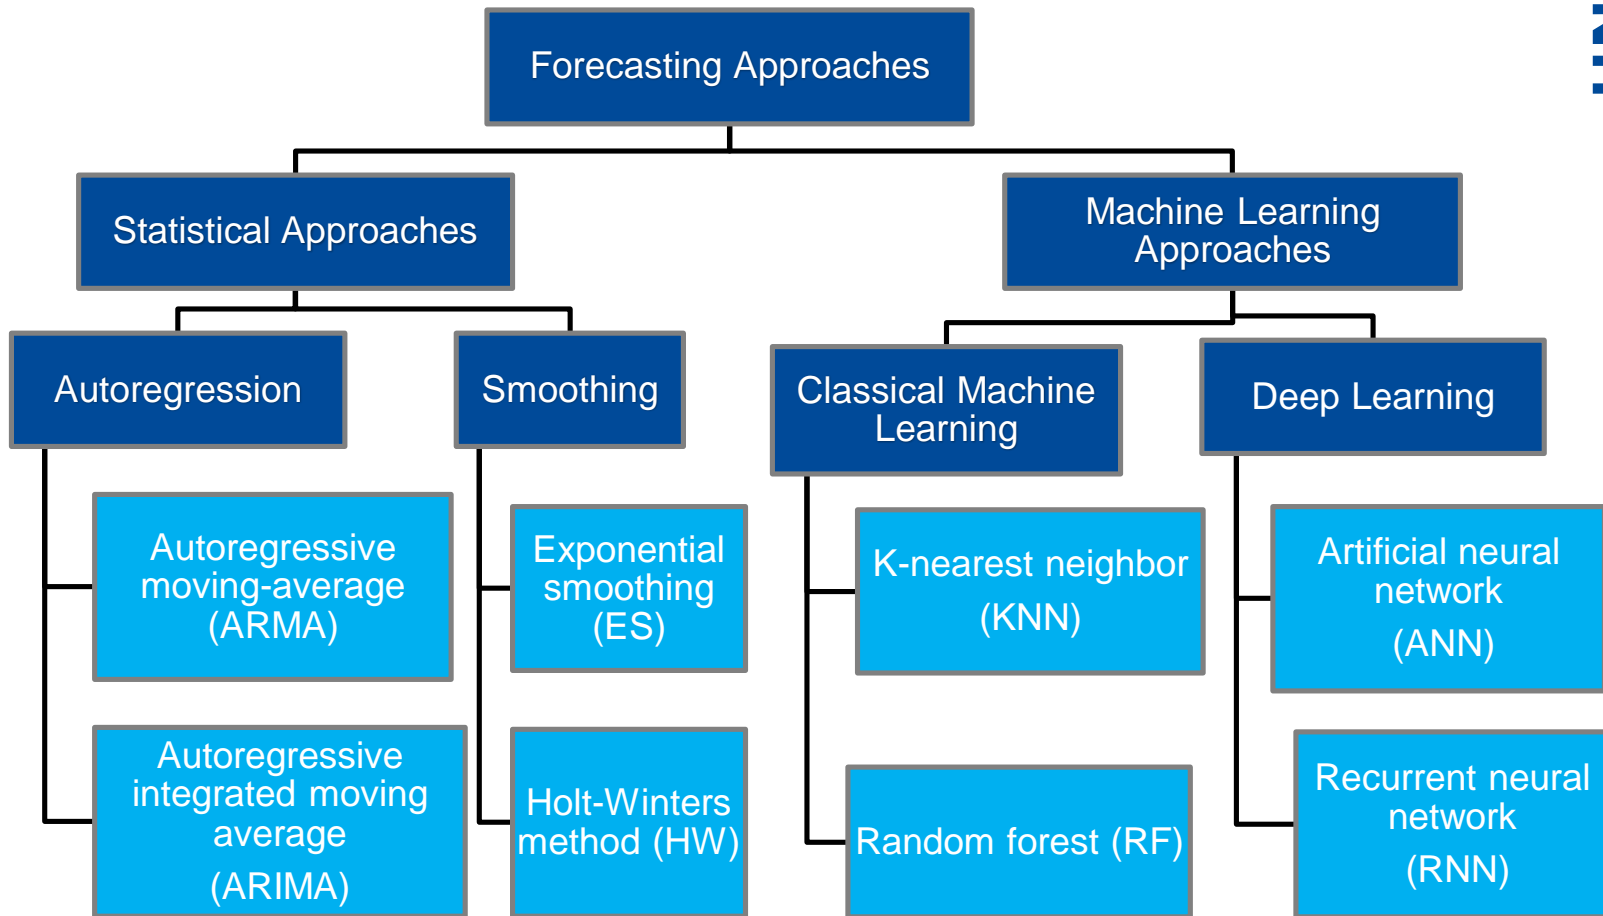 Forecasting Approaches
Statistical Approaches
Machine Learning
Approaches
Autoregression
Smoothing
Classical Machine
Learning
Deep Learning
Autoregressive
moving-average
(ARMA)
Exponential
smoothing
(ES)
K-nearest neighbor
(KNN)
Artificial neural
network
(ANN)
Autoregressive
integrated moving
average
(ARIMA)
Holt-Winters
method (HW)
Random forest (RF)
Recurrent neural
network
(RNN)